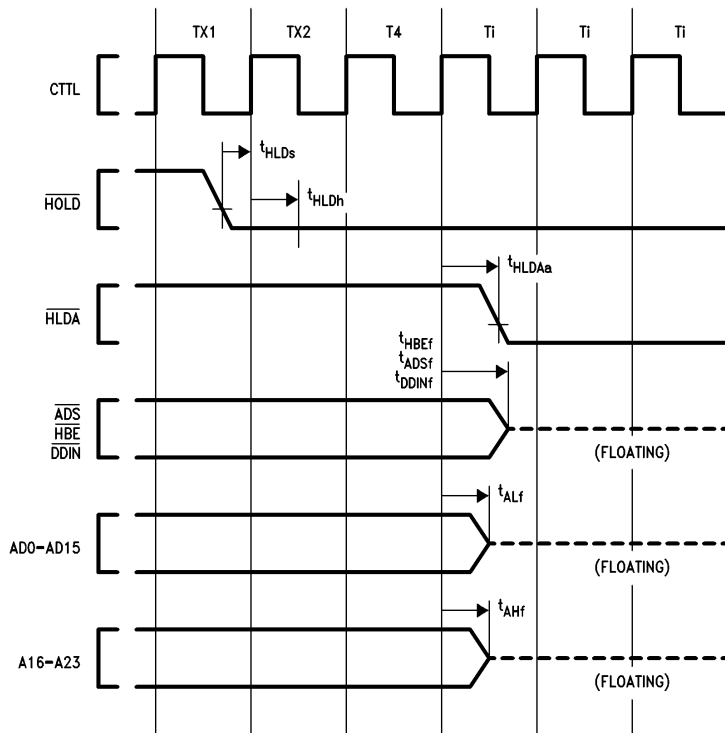 TX1 TX2 T4 Ti Ti Ti
CTTL
tHLDs
HOLD
tHLDh
tHLDAa
HLDA
tHBEf
tADSf
tDDINf
ADS
HBE
DDIN
(FLOATING)
tALf
AD0-AD15
(FLOATING)
tAHf
A16-A23
(FLOATING)